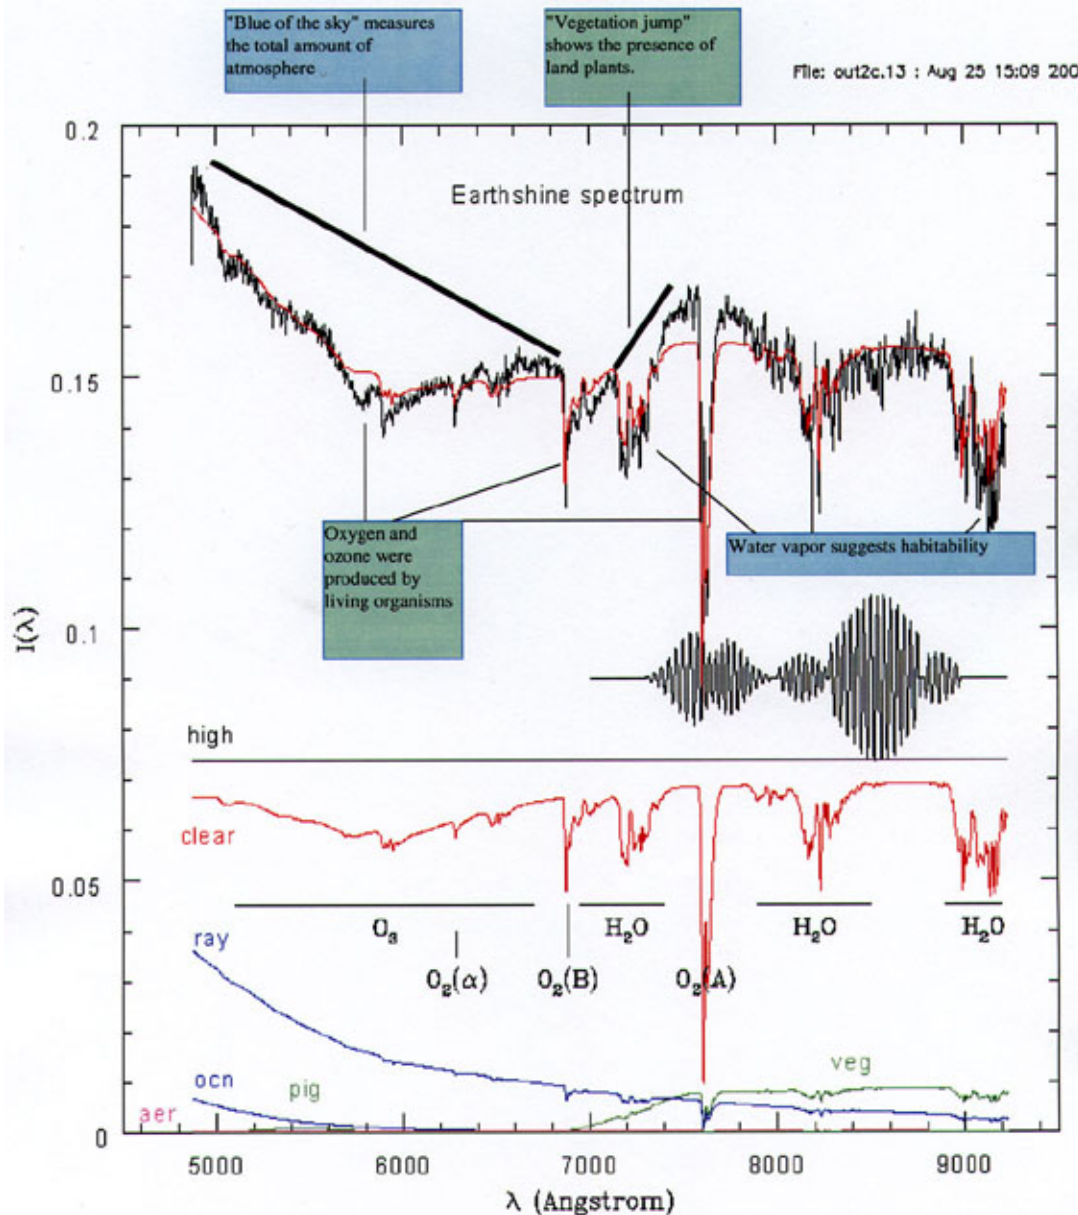 "Blue of the sky" measures
the total amount of
atmosphere
"Vegetation jump"
shows the presence of
land plants.
File: out2c.13 : Aug 25 15:09 200
Earthshine spectrum
Oxygen and
ozone were
produced by
living organisms
Water vapor suggests habitability
high
clear
O₃
O₂(α)
O₂(B)
H₂O
O₂(A)
H₂O
H₂O
ray
ocn
pig
aer
veg
I(λ)
0.2
0.15
0.1
0.05
0
5000 6000 7000 8000 9000
λ (Angstrom)